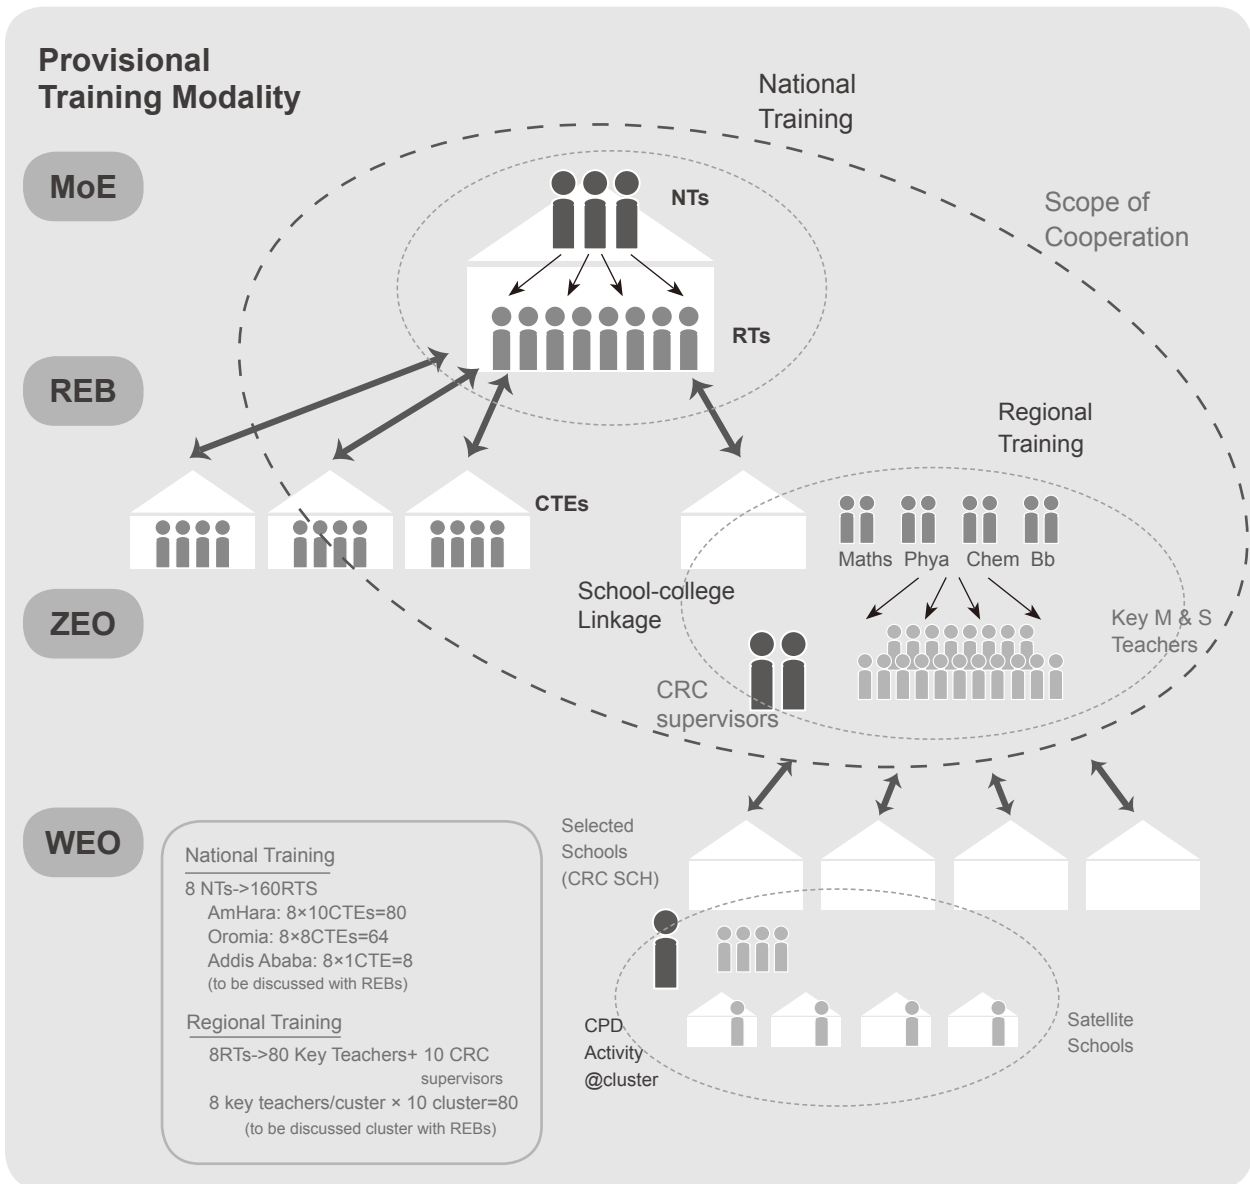 Provisional
Training Modality
National
Training
MoE
NTs
Scope of
Cooperation
RTs
REB
Regional
Training
CTEs
Maths Phya Chem Bb
School-college
Linkage
ZEO
Key M & S
Teachers
CRC
supervisors
WEO
Selected
Schools
(CRC SCH)
National Training
8 NTs->160RTS
AmHara: 8×10CTEs=80
Oromia: 8×8CTEs=64
Addis Ababa: 8×1CTE=8
(to be discussed with REBs)
Regional Training
8RTs->80 Key Teachers+ 10 CRC
supervisors
8 key teachers/custer × 10 cluster=80
(to be discussed cluster with REBs)
CPD
Activity
@cluster
Satellite
Schools